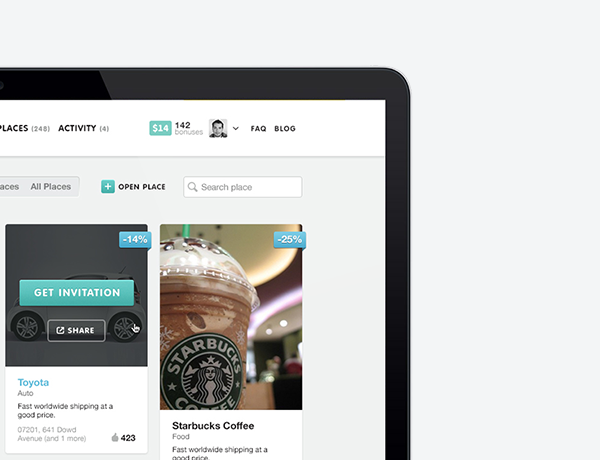 PLACES (248) ACTIVITY (4)
$14
142
bonuses
FAQ BLOG
aces All Places
OPEN PLACE
Search place
-14%
GET INVITATION
SHARE
Toyota
Auto
Fast worldwide shipping at a
good price.
07201, 641 Dowd
Avenue (and 1 more)
423
-25%
STARBUCKS
COFFEE
Starbucks Coffee
Food
Fast worldwide shipping at a
good price.